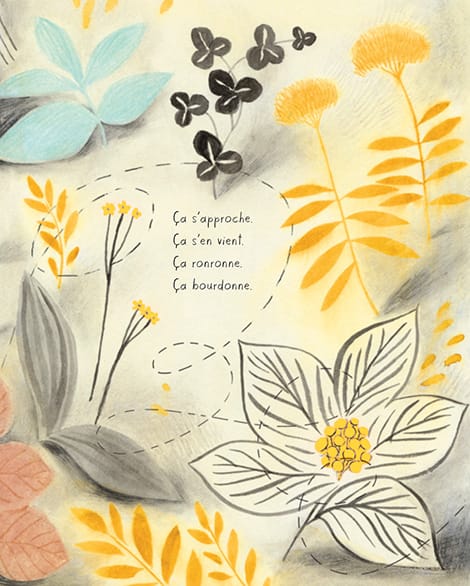 Ça s'approche.
Ça s'en vient.
Ça ronronne.
Ça bourdonne.